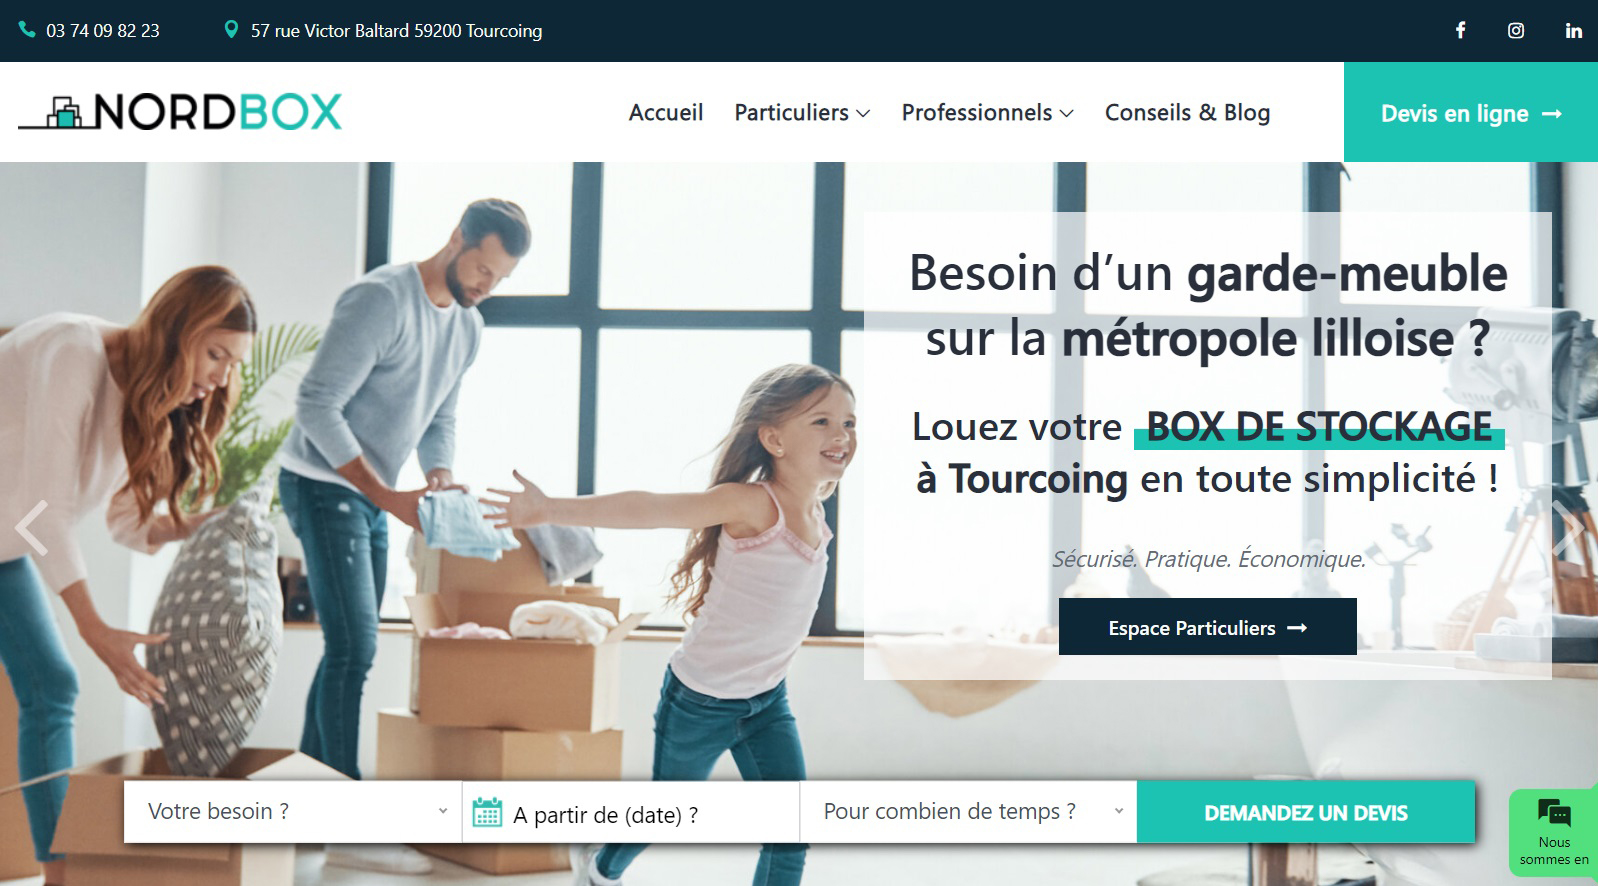 03 74 09 82 23
57 rue Victor Baltard 59200 Tourcoing
NORDBOX
Accueil
Particuliers
Professionnels
Conseils & Blog
Devis en ligne
Besoin d’un garde-meuble
sur la métropole lilloise ?
Louez votre BOX DE STOCKAGE
à Tourcoing en toute simplicité !
Sécurisé. Pratique. Économique.
Espace Particuliers
Votre besoin ?
A partir de (date) ?
Pour combien de temps ?
DEMANDEZ UN DEVIS
Nous
sommes en